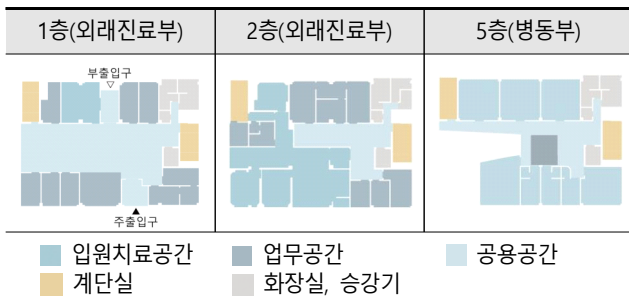 1층(외래진료부) 2층(외래진료부) 5층(병동부)
부출입구
주출입구
입원치료공간 업무공간 공용공간
계단실 화장실, 승강기